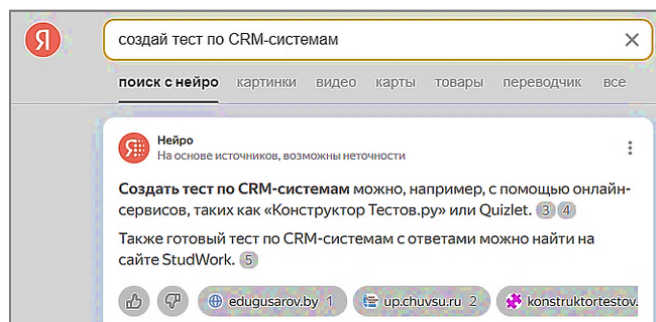 Я
создай тест по CRM-системам
поиск с нейро картинки видео карты товары переводчик все
Нейро
На основе источников, возможны неточности
Создать тест по CRM-системам можно, например, с помощью онлайн-
сервисов, таких как «Конструктор Тестов.ру» или Quizlet. 3 4
Также готовый тест по CRM-системам с ответами можно найти на
сайте StudWork. 5
edugusarov.by 1 up.chuvsu.ru 2 konstruktortestov.